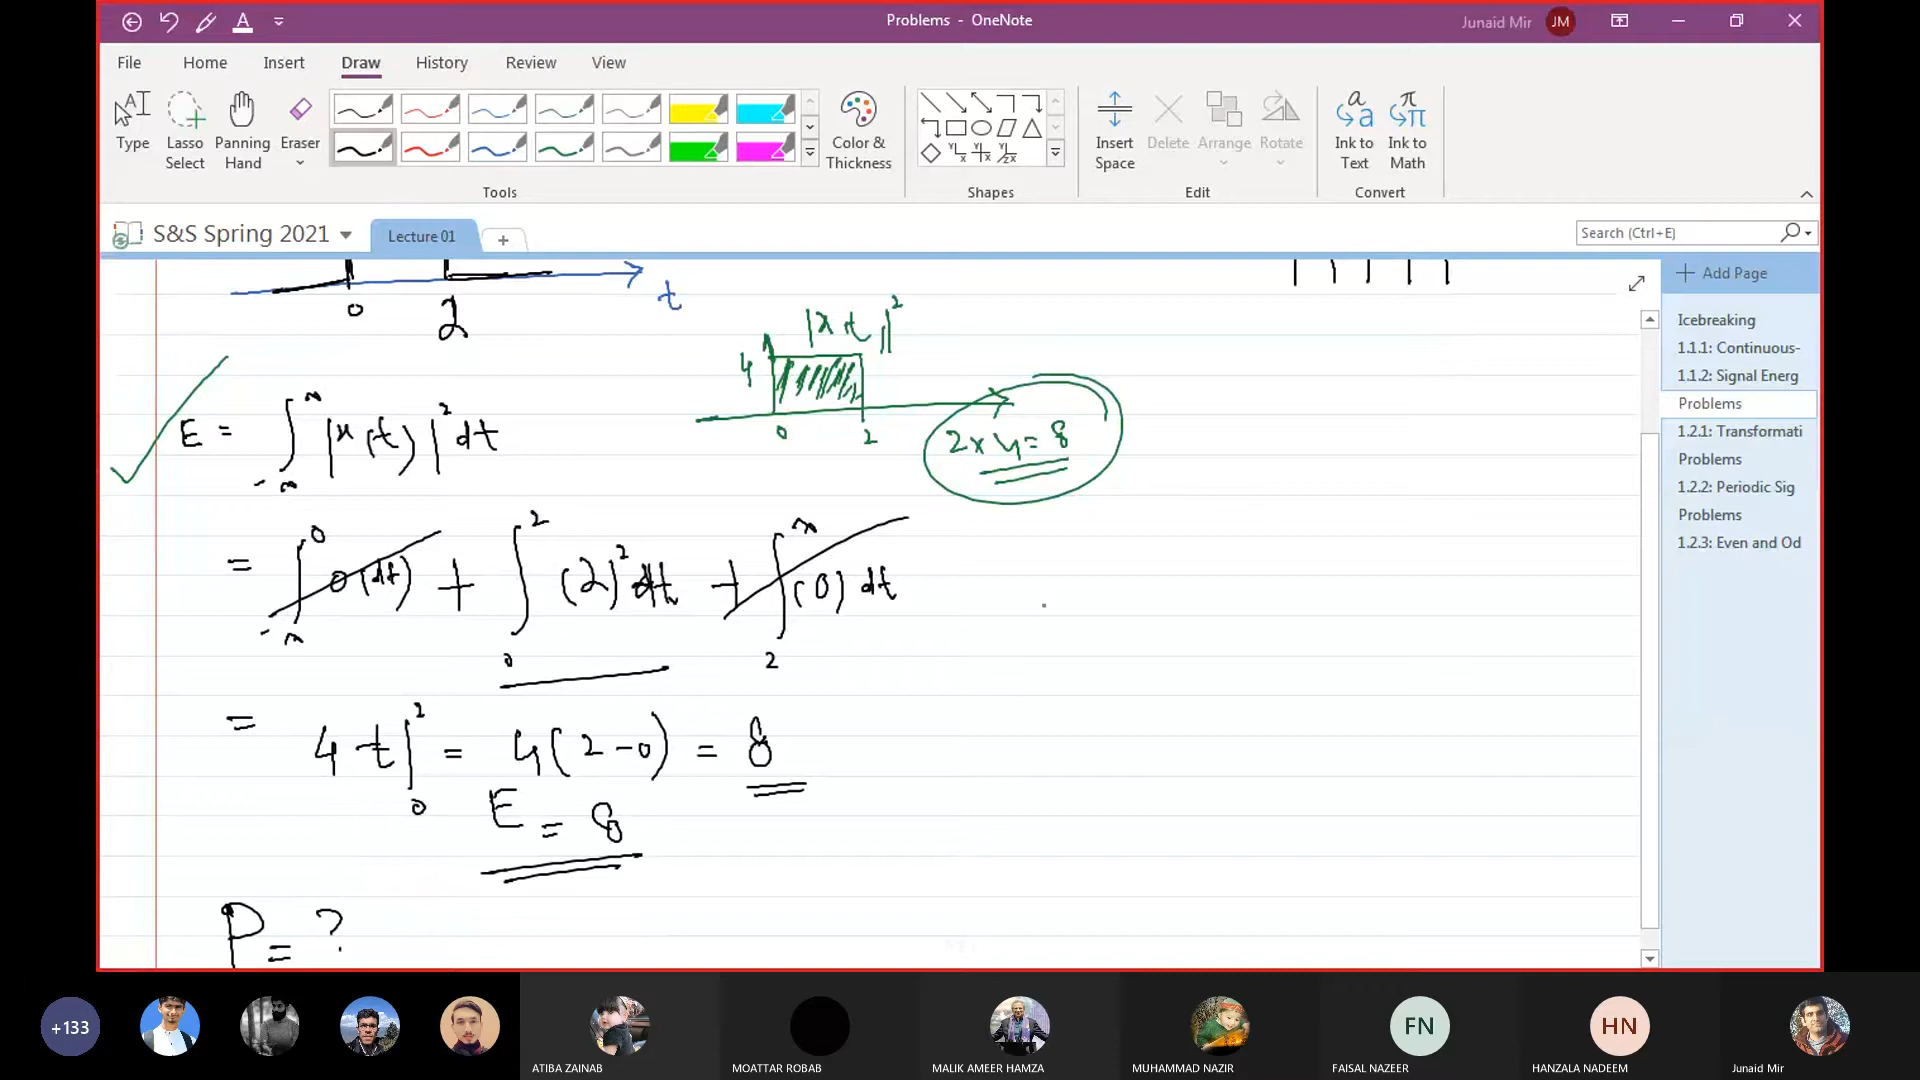 Problems - OneNote
Junaid Mir JM
File Home Insert Draw History Review View
Type Lasso Select Panning Hand Eraser Color & Thickness Insert Space Delete Arrange Rotate Ink to Text Ink to Math
Tools Shapes Edit Convert
S&S Spring 2021 Lecture 01 Search (Ctrl+E)
Add Page
Icebreaking
1.1.1: Continuous-
1.1.2: Signal Energ
Problems
1.2.1: Transformati
Problems
1.2.2: Periodic Sig
Problems
1.2.3: Even and Od
0 2 t
|x(t)|²
4
0 2
2 x 4 = 8
E = ∫_{-∞}^{∞} |x(t)|² dt
= ∫_{-∞}^{0} 0(dt) + ∫_{0}^{2} (2)² dt + ∫_{2}^{∞} (0) dt
= 4 t|_{0}^{2} = 4(2-0) = 8
E = 8
P = ?
+133
FN HN
ATIBA ZAINAB MOATTAR ROBAB MALIK AMEER HAMZA MUHAMMAD NAZIR FAISAL NAZEER HANZALA NADEEM Junaid Mir